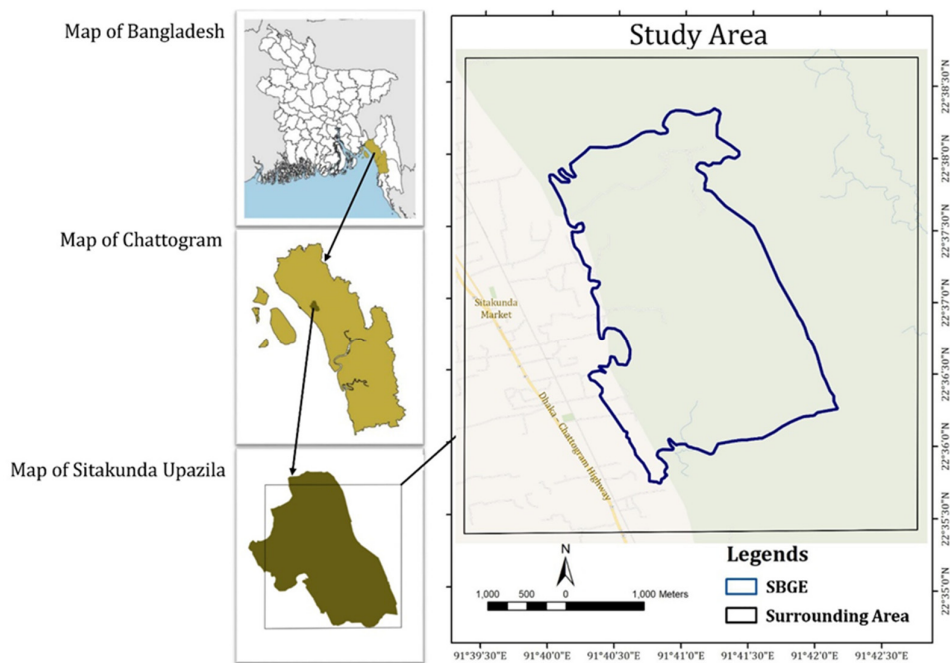 Map of Bangladesh
Map of Chattogram
Map of Sitakunda Upazila
Study Area
Sitakunda
Market
Dhaka - Chattogram Highway
N
1,000 500 0 1,000 Meters
Legends
SBGE
Surrounding Area
22°38'30"N
22°38'0"N
22°37'30"N
22°37'0"N
22°36'30"N
22°36'0"N
22°35'30"N
22°35'0"N
91°39'30"E 91°40'0"E 91°40'30"E 91°41'0"E 91°41'30"E 91°42'0"E 91°42'30"E